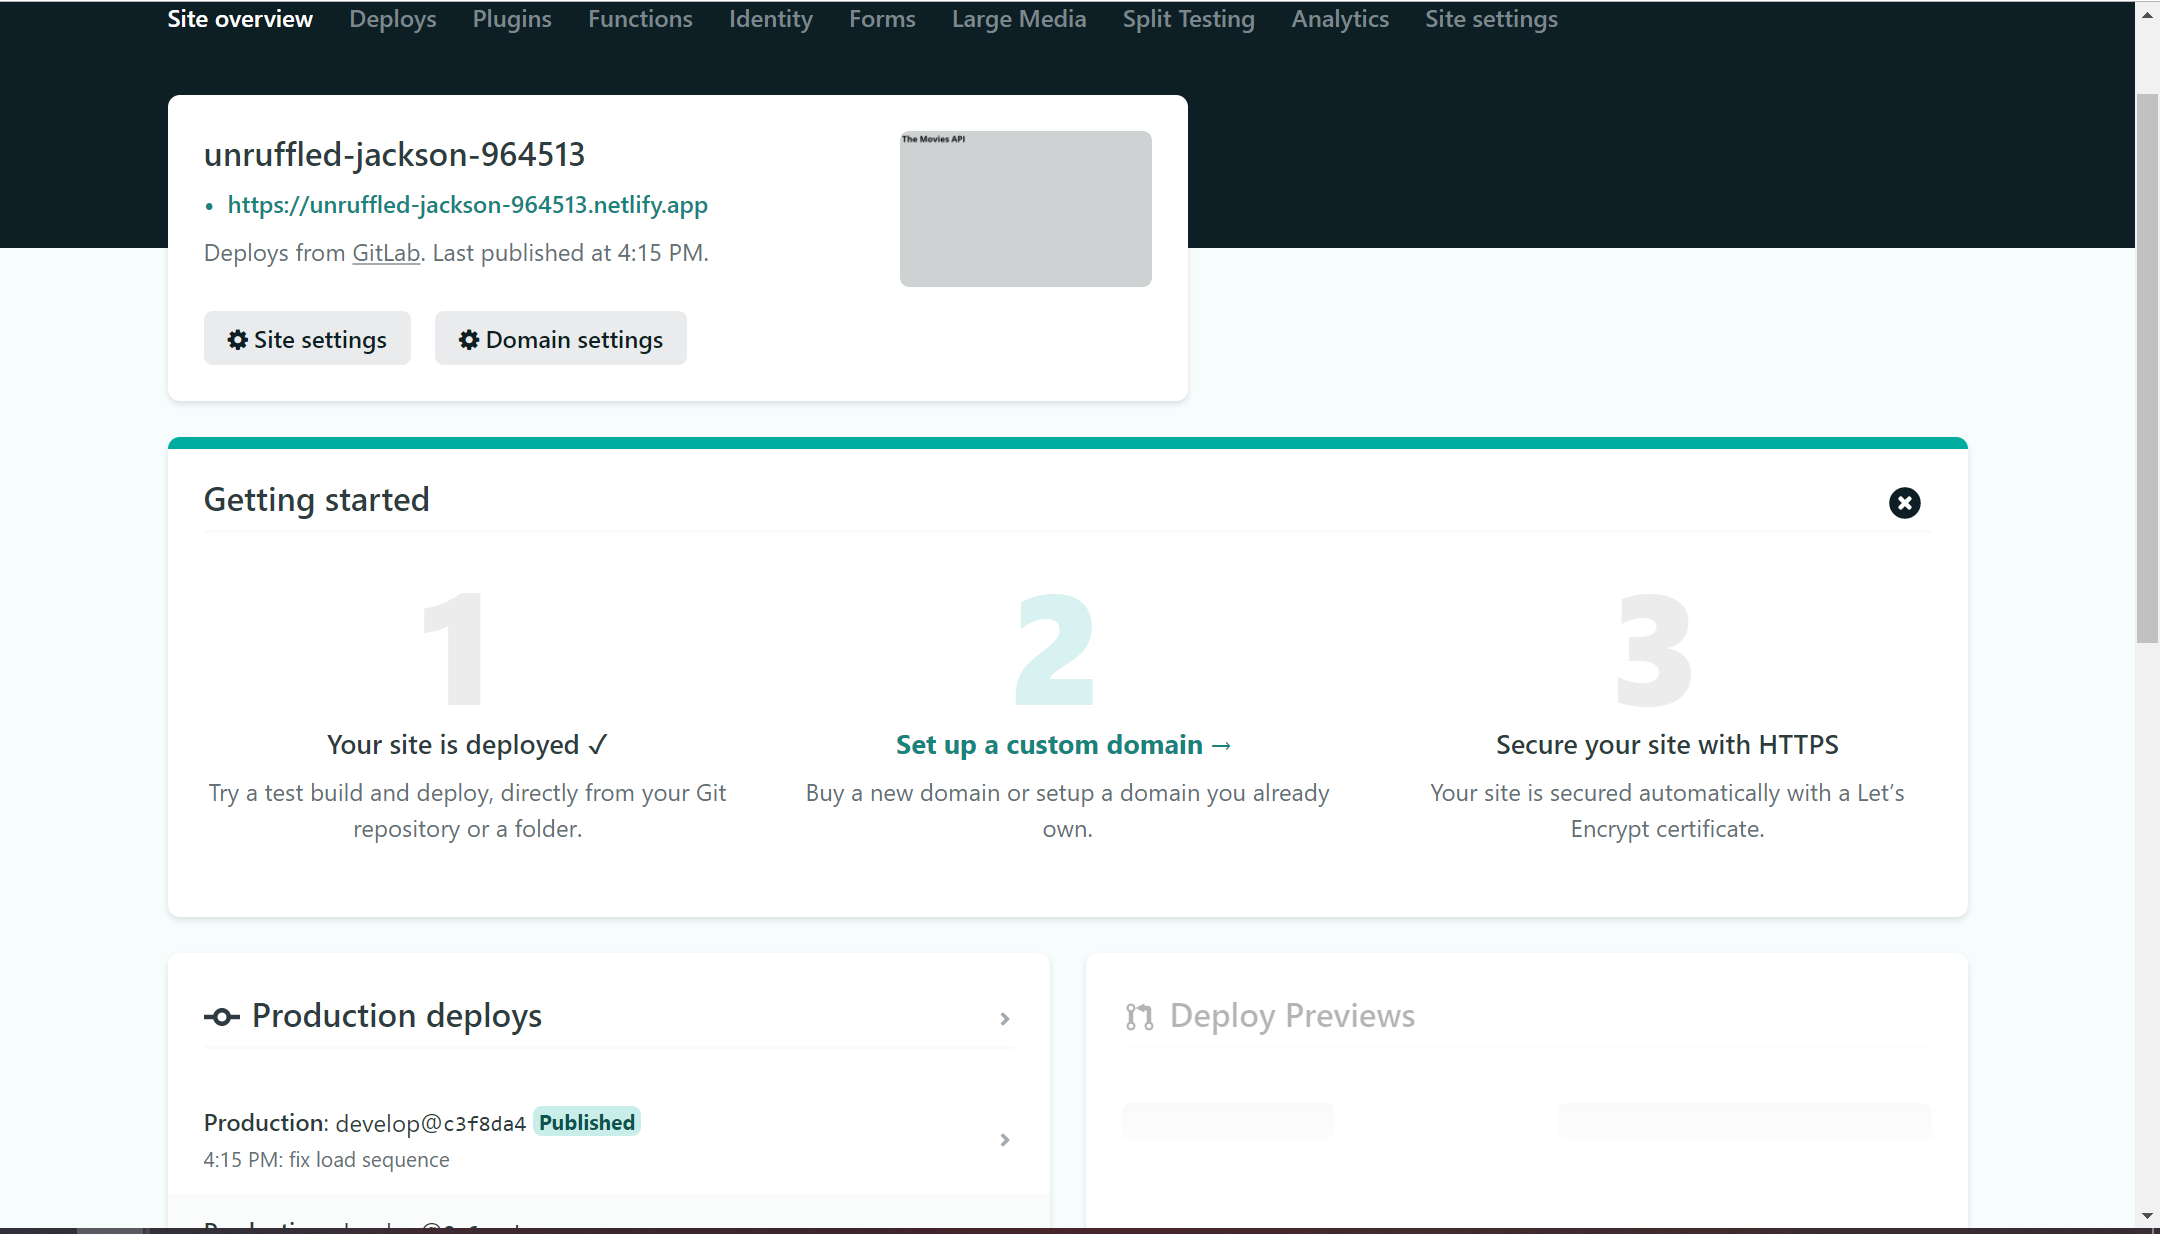 Site overview Deploys Plugins Functions Identity Forms Large Media Split Testing Analytics Site settings
unruffled-jackson-964513
• https://unruffled-jackson-964513.netlify.app
Deploys from GitLab. Last published at 4:15 PM.
The Movies API
Site settings Domain settings
Getting started
1
Your site is deployed ✓
Try a test build and deploy, directly from your Git
repository or a folder.
2
Set up a custom domain →
Buy a new domain or setup a domain you already
own.
3
Secure your site with HTTPS
Your site is secured automatically with a Let’s
Encrypt certificate.
Production deploys
Production: develop@c3f8da4 Published
4:15 PM: fix load sequence
Deploy Previews